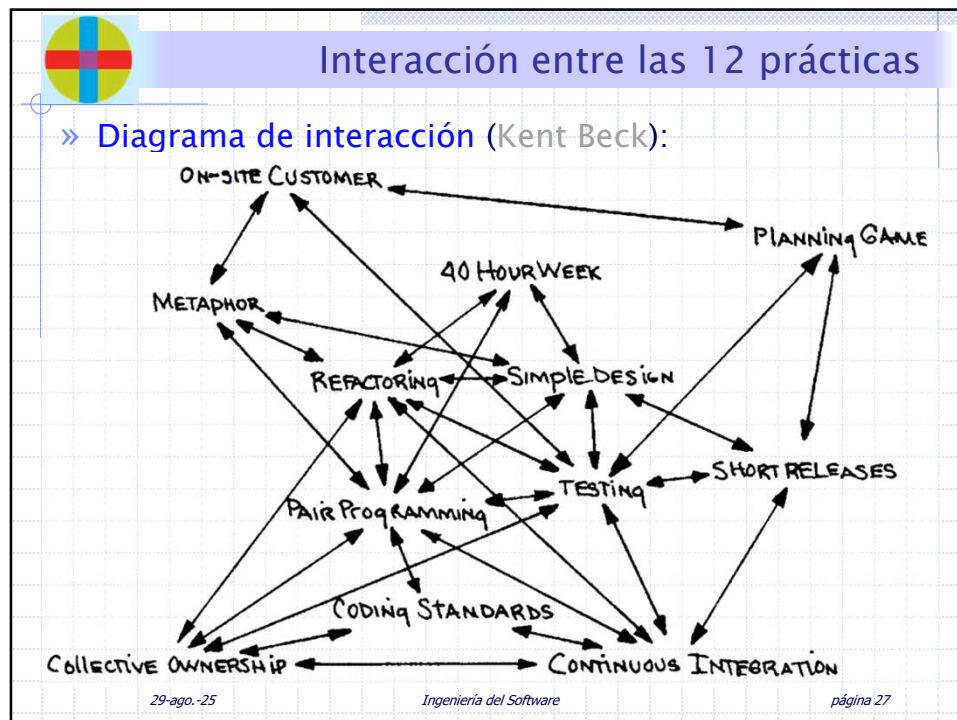 Interacción entre las 12 prácticas
» Diagrama de interacción (Kent Beck):
ON-SITE CUSTOMER
PLANNING GAME
40 HOUR WEEK
METAPHOR
REFACTORING
SIMPLE DESIGN
SHORT RELEASES
TESTING
PAIR PROGRAMMING
CODING STANDARDS
COLLECTIVE OWNERSHIP
CONTINUOUS INTEGRATION
29-ago.-25
Ingeniería del Software
página 27